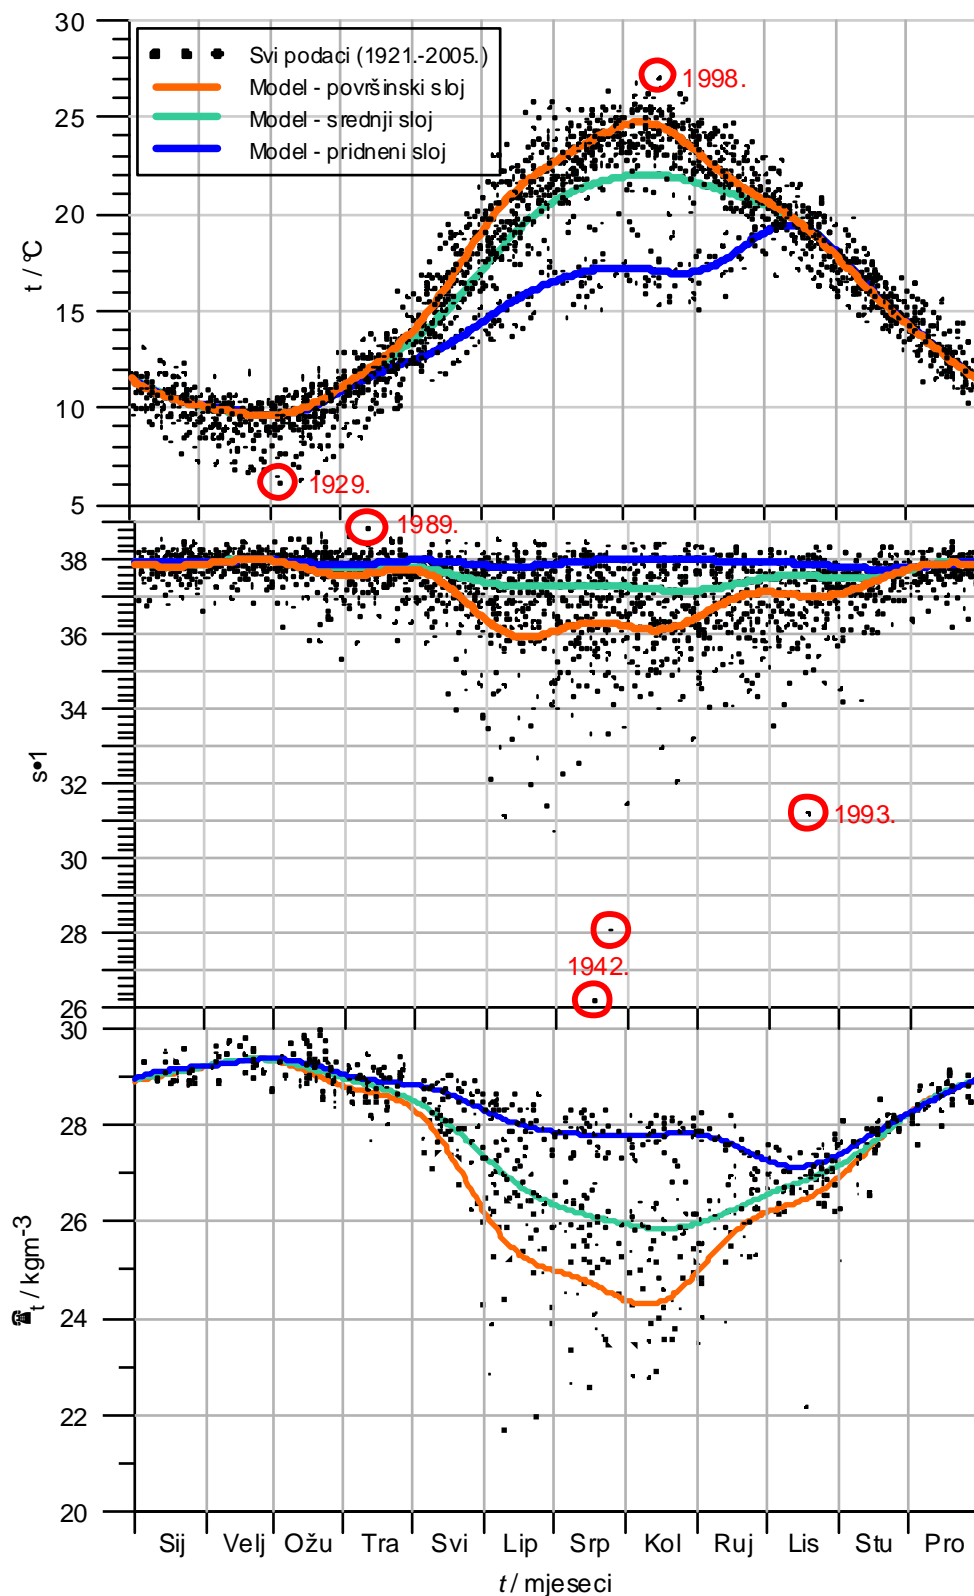 30
Svi podaci (1921.-2005.)
Model - površinski sloj
Model - srednji sloj
Model - pridneni sloj
1998.
25
20
t / °C
15
10
1929.
5
1989.
38
36
34
s•1
32
1993.
30
28
1942.
26
30
28
26
☎t / kgm-3
24
22
20
Sij Velj Ožu Tra Svi Lip Srp Kol Ruj Lis Stu Pro
t / mjeseci